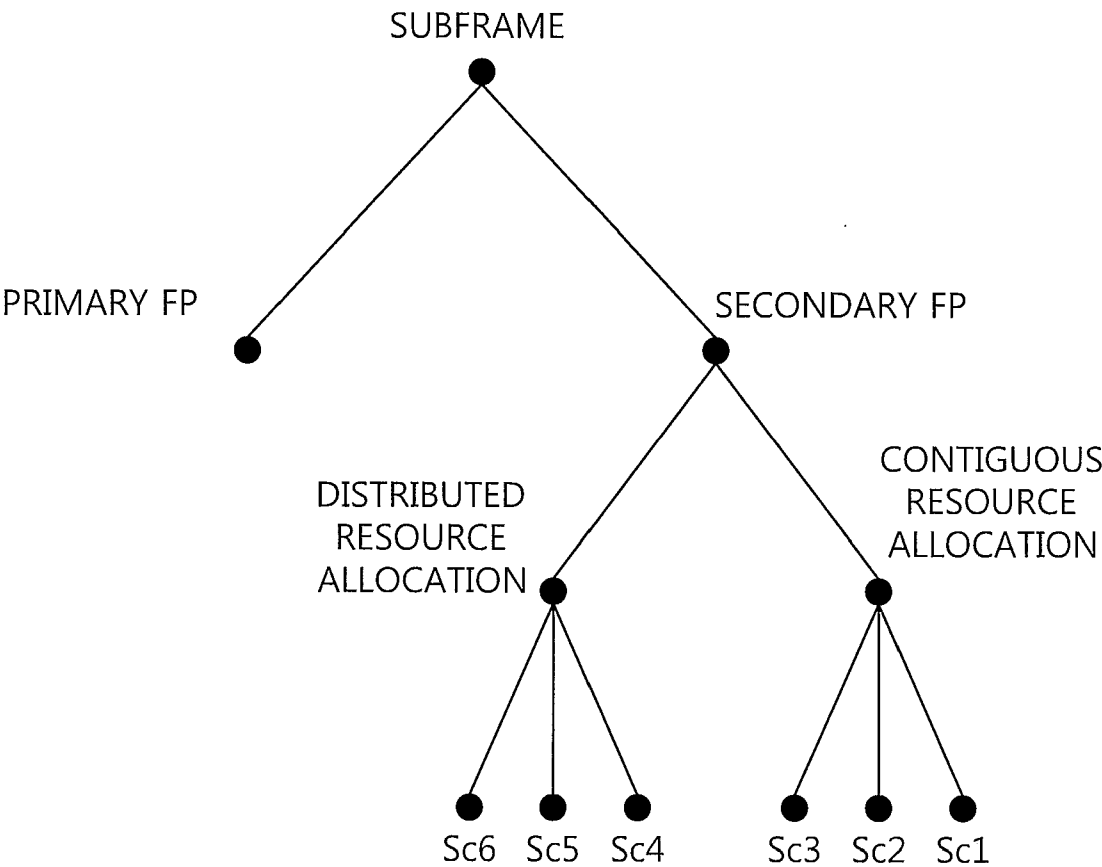 SUBFRAME
PRIMARY FP
SECONDARY FP
DISTRIBUTED
RESOURCE
ALLOCATION
CONTIGUOUS
RESOURCE
ALLOCATION
Sc6 Sc5 Sc4 Sc3 Sc2 Sc1